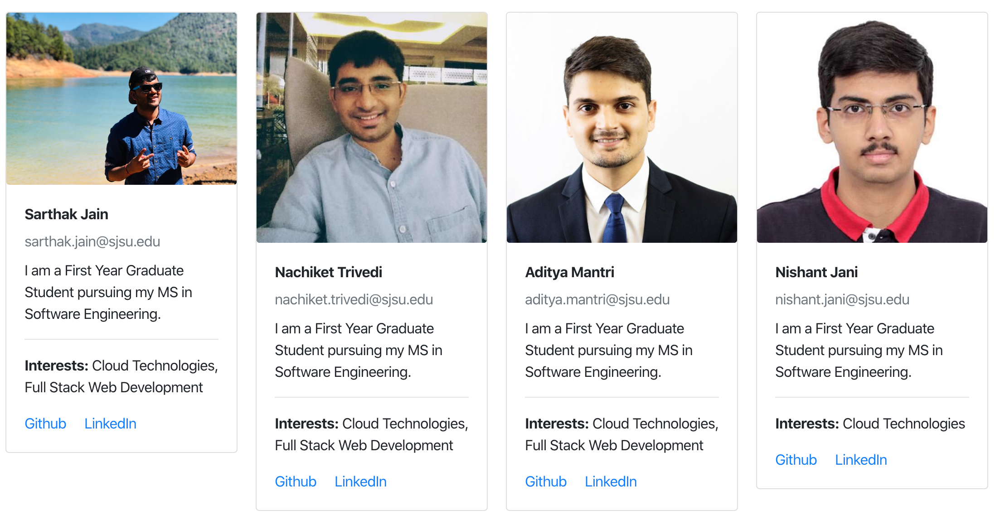 Sarthak Jain
sarthak.jain@sjsu.edu
I am a First Year Graduate
Student pursuing my MS in
Software Engineering.
Interests: Cloud Technologies,
Full Stack Web Development
Github LinkedIn
Nachiket Trivedi
nachiket.trivedi@sjsu.edu
I am a First Year Graduate
Student pursuing my MS in
Software Engineering.
Interests: Cloud Technologies,
Full Stack Web Development
Github LinkedIn
Aditya Mantri
aditya.mantri@sjsu.edu
I am a First Year Graduate
Student pursuing my MS in
Software Engineering.
Interests: Cloud Technologies,
Full Stack Web Development
Github LinkedIn
Nishant Jani
nishant.jani@sjsu.edu
I am a First Year Graduate
Student pursuing my MS in
Software Engineering.
Interests: Cloud Technologies
Github LinkedIn